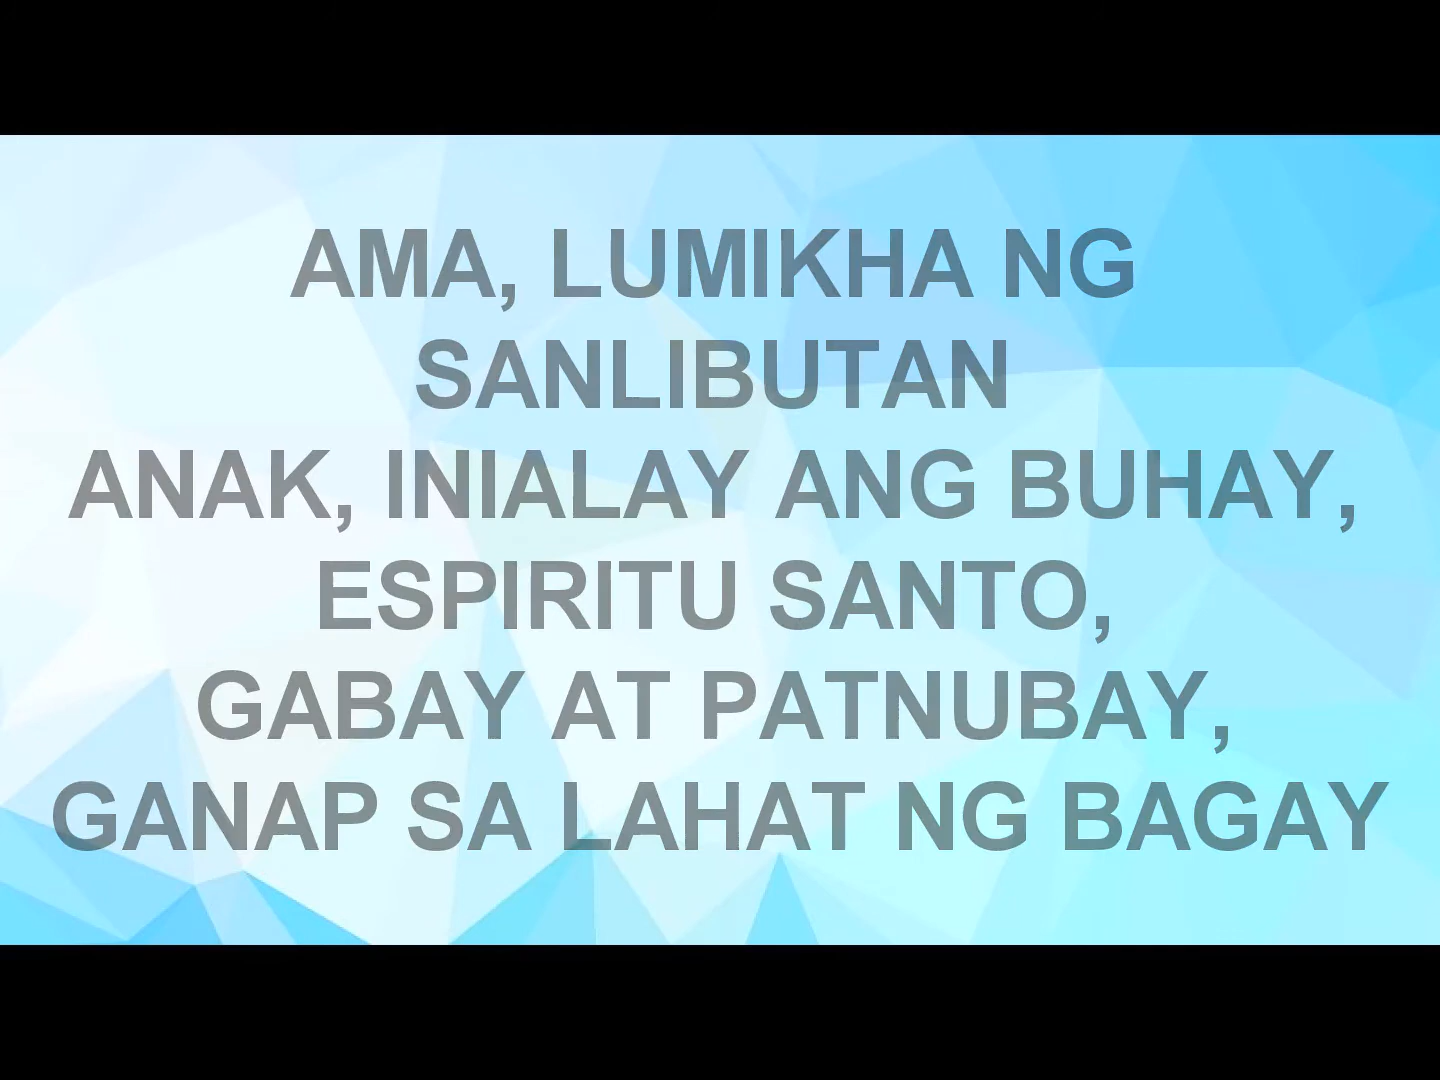 AMA, LUMIKHA NG
SANLIBUTAN
ANAK, INIALAY ANG BUHAY,
ESPIRITU SANTO,
GABAY AT PATNUBAY,
GANAP SA LAHAT NG BAGAY